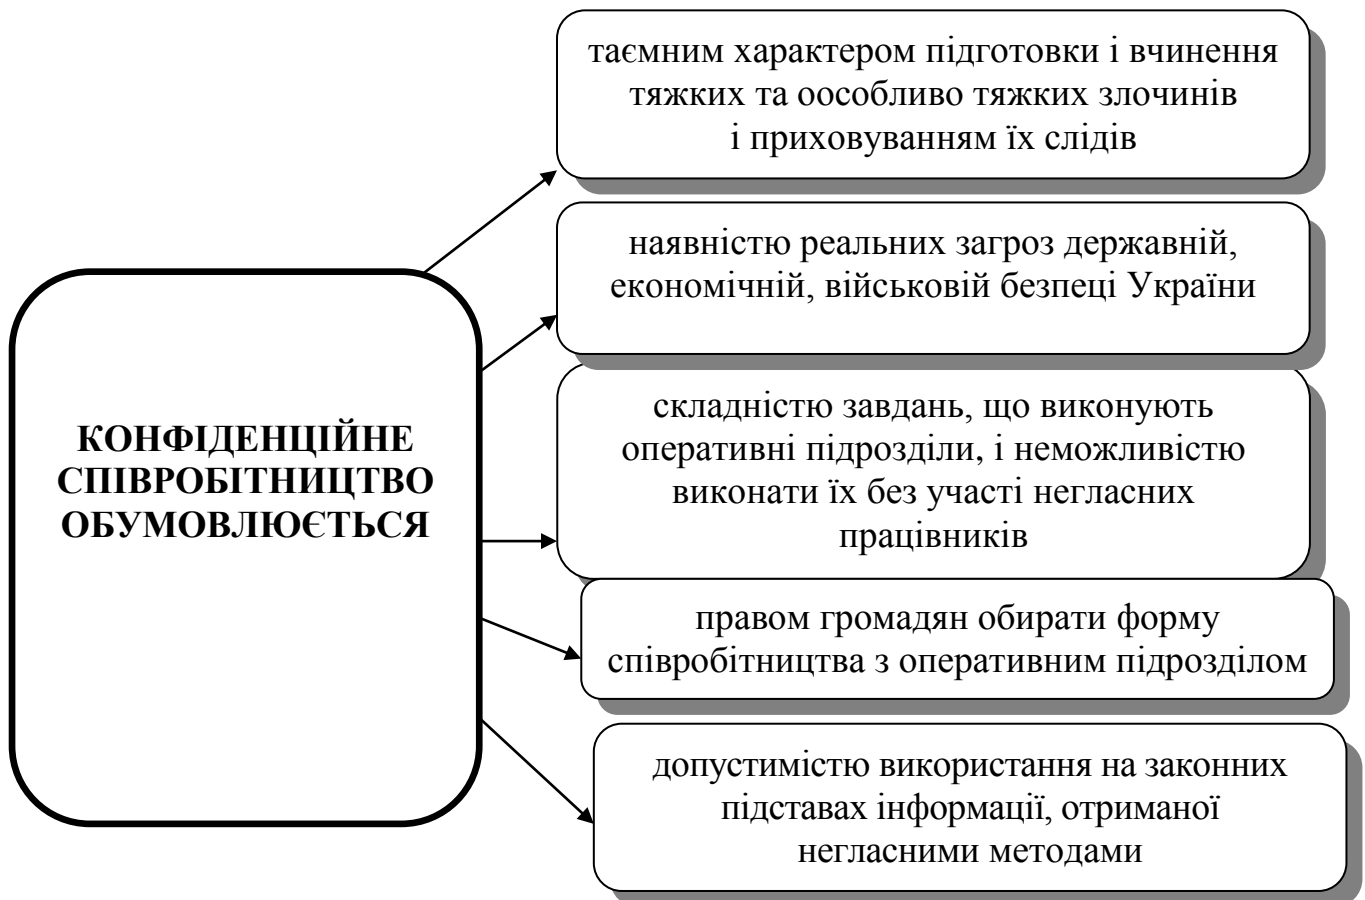 таємним характером підготовки і вчинення
тяжких та оособливо тяжких злочинів
і приховуванням їх слідів
наявністю реальних загроз державній,
економічній, військовій безпеці України
КОНФІДЕНЦІЙНЕ
СПІВРОБІТНИЦТВО
ОБУМОВЛЮЄТЬСЯ
складністю завдань, що виконують
оперативні підрозділи, і неможливістю
виконати їх без участі негласних
працівників
правом громадян обирати форму
співробітництва з оперативним підрозділом
допустимістю використання на законних
підставах інформації, отриманої
негласними методами